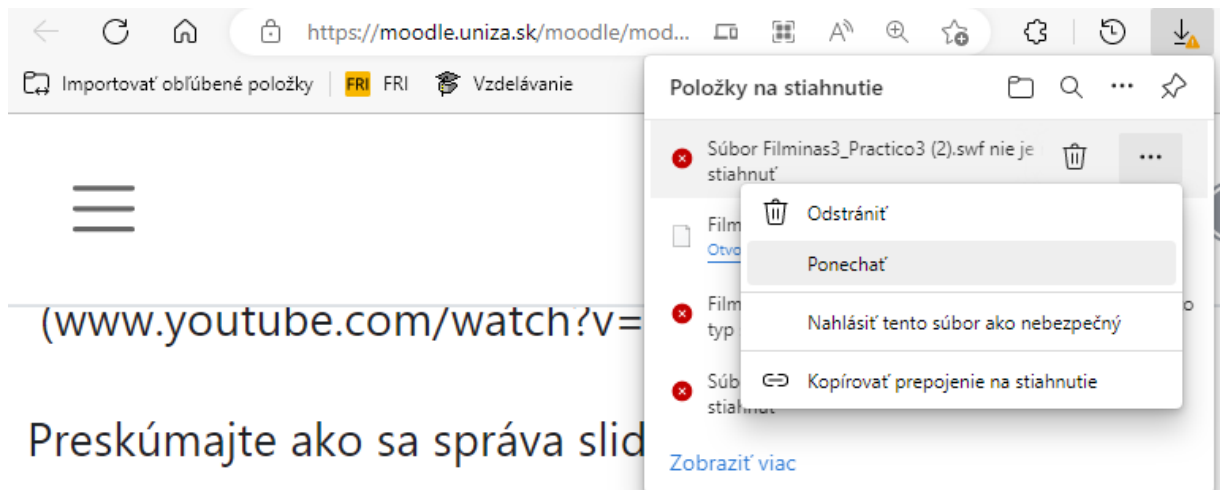 https://moodle.uniza.sk/moodle/mod...
Importovať obľúbené položky FRI FRI Vzdelávanie
Položky na stiahnutie
Súbor Filminas3_Practico3 (2).swf nie je
stiahnuť
Odstrániť
Film
Otvo
Ponechať
Film
typ
o
Nahlásiť tento súbor ako nebezpečný
Súb
Kopírovať prepojenie na stiahnutie
stiahnuť
(www.youtube.com/watch?v=
Preskúmajte ako sa správa slid
Zobraziť viac